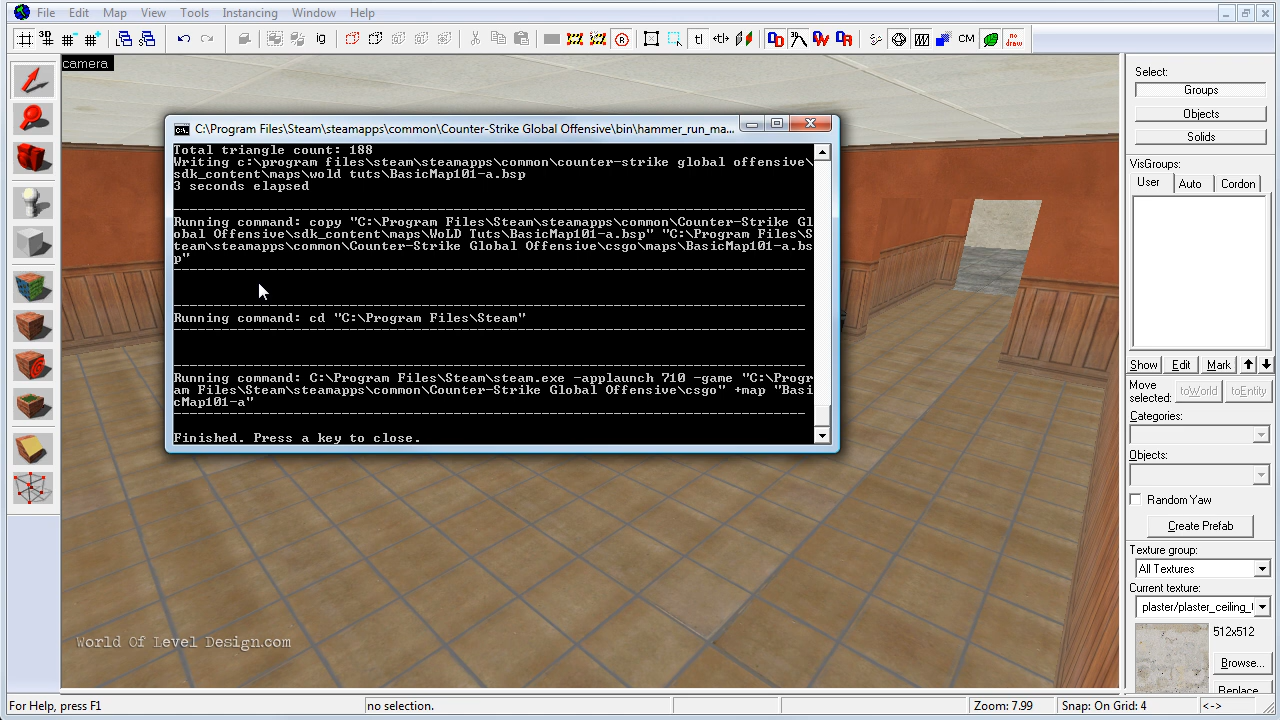 File Edit Map View Tools Instancing Window Help
3D
ig
tl
CM
no draw
camera
C:\Program Files\Steam\steamapps\common\Counter-Strike Global Offensive\bin\hammer_run_ma...
Total triangle count: 188
Writing c:\program files\steam\steamapps\common\counter-strike global offensive\
sdk_content\maps\wold tuts\BasicMap101-a.bsp
3 seconds elapsed
Running command: copy "C:\Program Files\Steam\steamapps\common\Counter-Strike Gl
obal Offensive\sdk_content\maps\WoLD Tuts\BasicMap101-a.bsp" "C:\Program Files\S
team\steamapps\common\Counter-Strike Global Offensive\csgo\maps\BasicMap101-a.bs
p"
Running command: cd "C:\Program Files\Steam"
Running command: C:\Program Files\Steam\steam.exe -applaunch 710 -game "C:\Progr
am Files\Steam\steamapps\common\Counter-Strike Global Offensive\csgo" +map "Basi
cMap101-a"
Finished. Press a key to close.
World Of Level Design.com
Select:
Groups
Objects
Solids
VisGroups:
User Auto Cordon
Show Edit Mark
Move selected: toWorld toEntity
Categories:
Objects:
Random Yaw
Create Prefab
Texture group:
All Textures
Current texture:
plaster/plaster_ceiling_
512x512
Browse...
Replace
For Help, press F1 no selection. Zoom: 7.99 Snap: On Grid: 4 <->